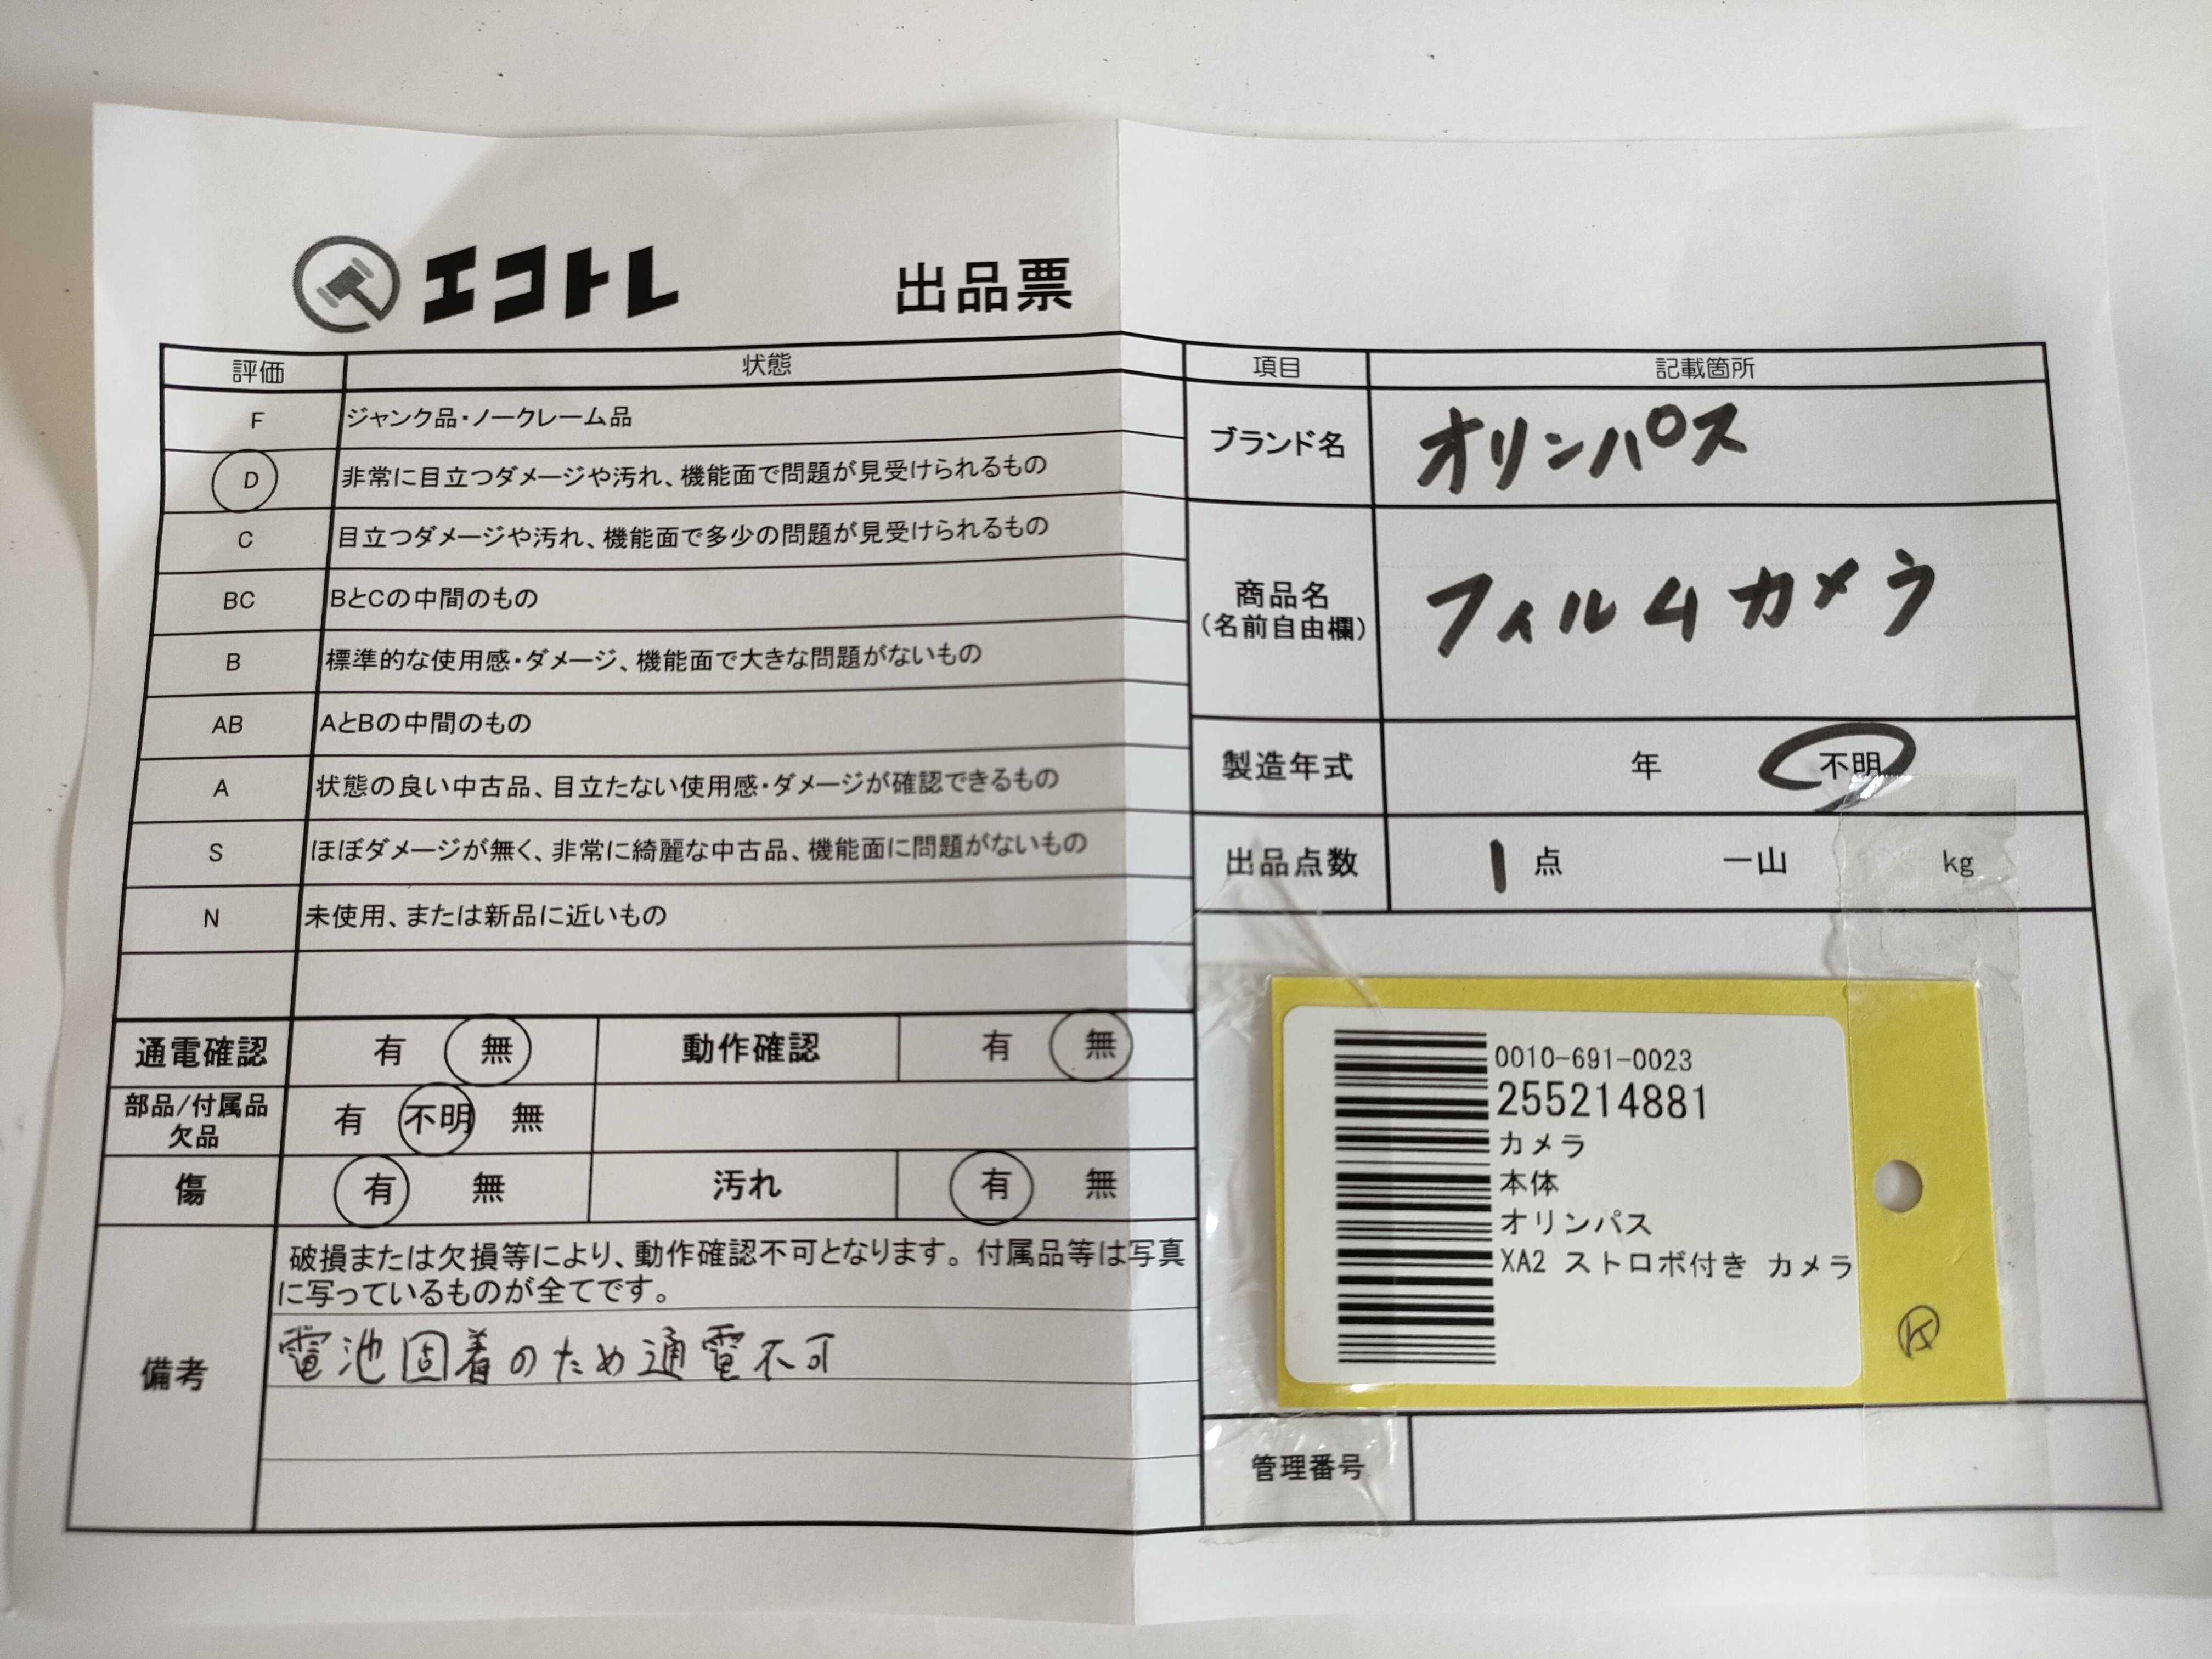 エコトレ
出品票
評価 状態
F ジャンク品・ノークレーム品
D 非常に目立つダメージや汚れ、機能面で問題が見受けられるもの
C 目立つダメージや汚れ、機能面で多少の問題が見受けられるもの
BC BとCの中間のもの
B 標準的な使用感・ダメージ、機能面で大きな問題がないもの
AB AとBの中間のもの
A 状態の良い中古品、目立たない使用感・ダメージが確認できるもの
S ほぼダメージが無く、非常に綺麗な中古品、機能面に問題がないもの
N 未使用、または新品に近いもの
通電確認 有 無 動作確認 有 無
部品/付属品
欠品
有 不明 無
傷 有 無 汚れ 有 無
備考
破損または欠損等により、動作確認不可となります。付属品等は写真
に写っているものが全てです。
電池固着のため通電不可
項目 記載箇所
ブランド名 オリンパス
商品名
(名前自由欄)
フィルムカメラ
製造年式 年 不明
出品点数 1 点 一山 kg
0010-691-0023
255214881
カメラ
本体
オリンパス
XA2 ストロボ付き カメラ
K
管理番号